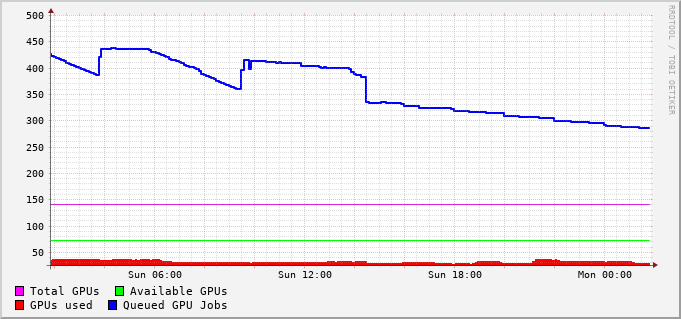 RRDTOOL / TOBI OETIKER
500
450
400
350
300
250
200
150
100
50
Sun 06:00 Sun 12:00 Sun 18:00 Mon 00:00
Total GPUs Available GPUs
GPUs used Queued GPU Jobs